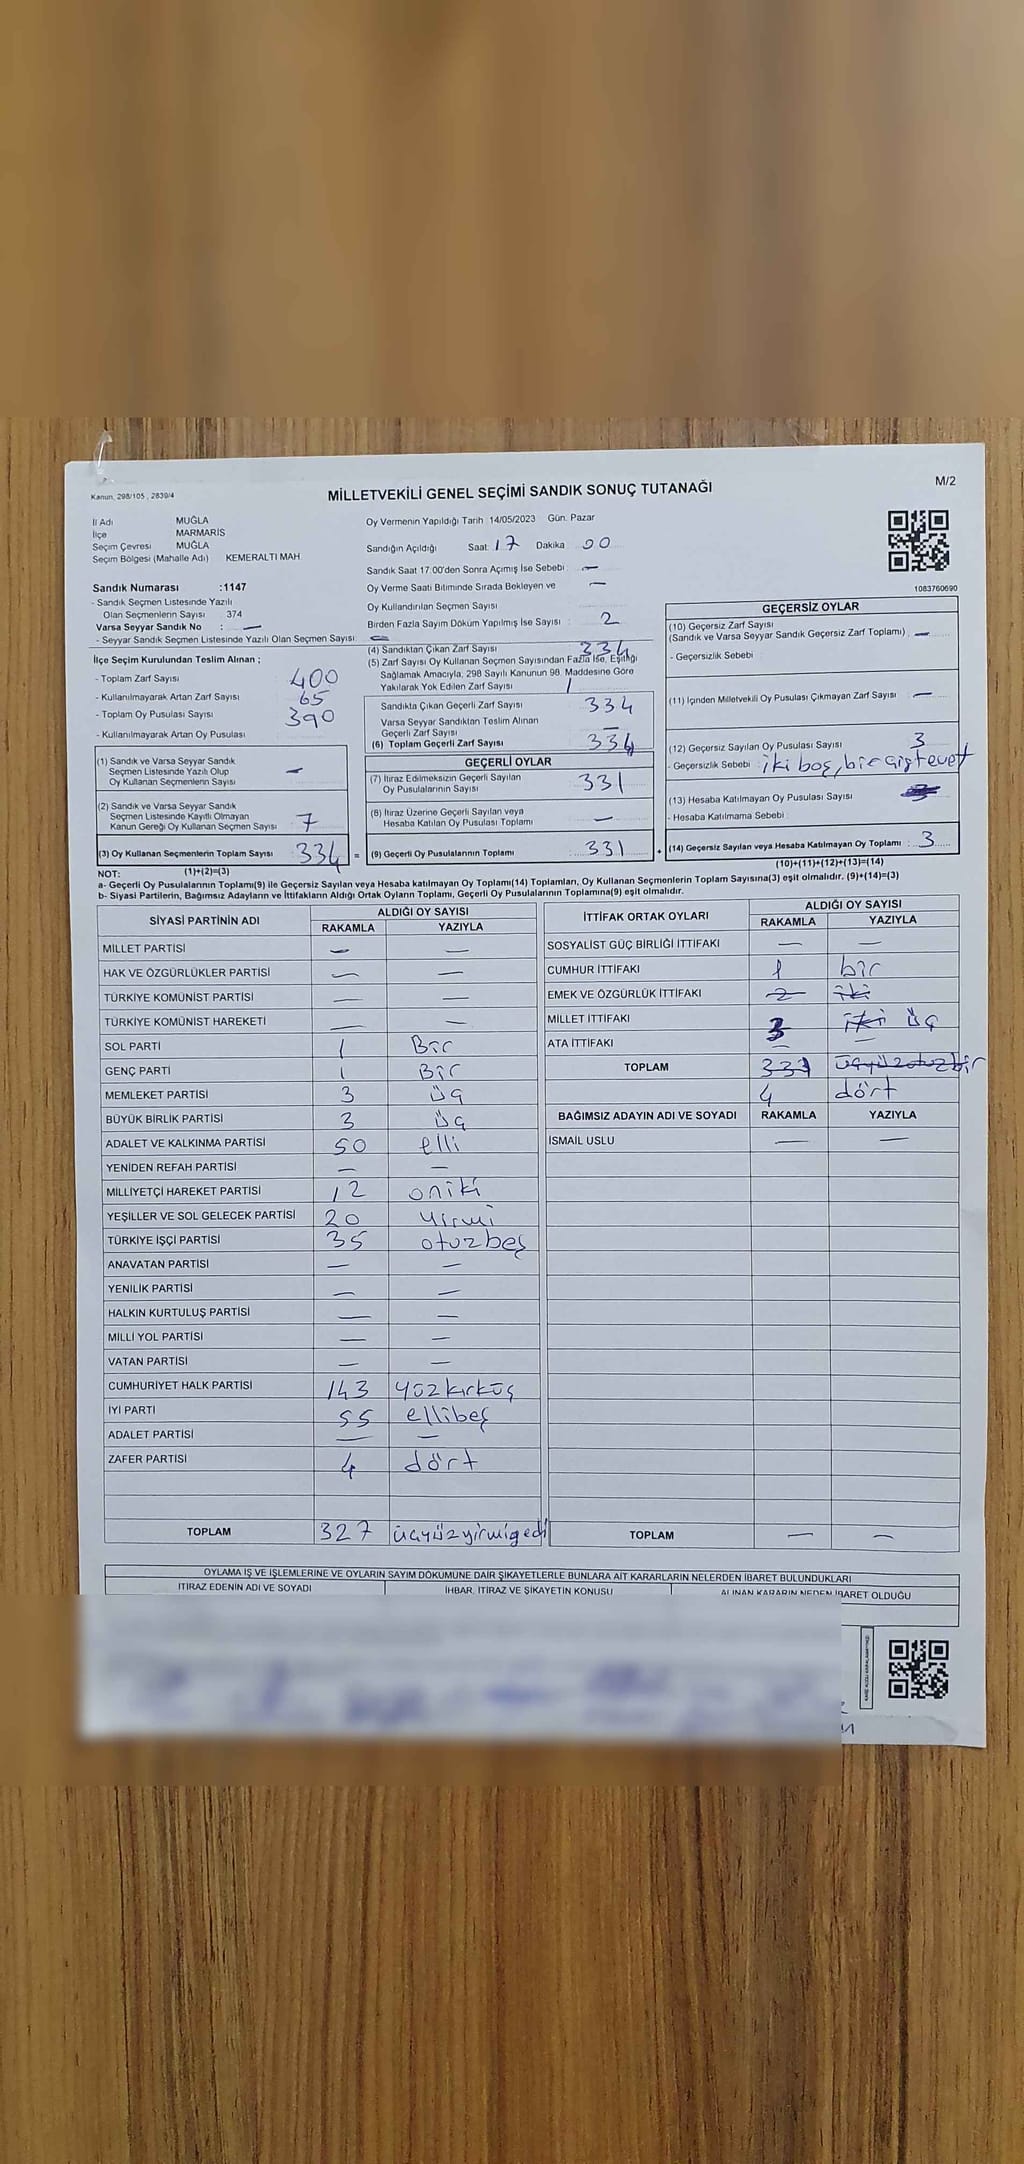 Kanun, 298/105 , 2839/4
MİLLETVEKİLİ GENEL SEÇİMİ SANDIK SONUÇ TUTANAĞI
M/2
İl Adı MUĞLA
İlçe MARMARİS
Seçim Çevresi MUĞLA
Seçim Bölgesi (Mahalle Adı) KEMERALTI MAH.
Oy Vermenin Yapıldığı Tarih 14/05/2023 Gün. Pazar
Sandığın Açıldığı Saat 17 Dakika 00
Sandık Saat 17:00'den Sonra Açımış İse Sebebi : —
Oy Verme Saati Bitiminde Sırada Bekleyen ve —
Oy Kullandırılan Seçmen Sayısı
Birden Fazla Sayım Döküm Yapılmış İse Sayısı : 2
1083760690
Sandık Numarası :1147
- Sandık Seçmen Listesinde Yazılı
Olan Seçmenlerin Sayısı : 374
Varsa Seyyar Sandık No : —
- Seyyar Sandık Seçmen Listesinde Yazılı Olan Seçmen Sayısı: —
İlçe Seçim Kurulundan Teslim Alınan ;
- Toplam Zarf Sayısı 400
- Kullanılmayarak Artan Zarf Sayısı 65
- Toplam Oy Pusulası Sayısı 390
- Kullanılmayarak Artan Oy Pusulası
(1) Sandık ve Varsa Seyyar Sandık
Seçmen Listesinde Yazılı Olup —
Oy Kullanan Seçmenlerin Sayısı
(2) Sandık ve Varsa Seyyar Sandık
Seçmen Listesinde Kayıtlı Olmayan 7
Kanun Gereği Oy Kullanan Seçmen Sayısı
(3) Oy Kullanan Seçmenlerin Toplam Sayısı 334 =
(1)+(2)=(3)
(4) Sandıktan Çıkan Zarf Sayısı 334
(5) Zarf Sayısı Oy Kullanan Seçmen Sayısından Fazla İse, Eşitliği
Sağlamak Amacıyla, 298 Sayılı Kanunun 98. Maddesine Göre
Yakılarak Yok Edilen Zarf Sayısı /
Sandıkta Çıkan Geçerli Zarf Sayısı 334
Varsa Seyyar Sandıktan Teslim Alınan
Geçerli Zarf Sayısı —
(6) Toplam Geçerli Zarf Sayısı 334
GEÇERLİ OYLAR
(7) İtiraz Edilmeksizin Geçerli Sayılan
Oy Pusulalarının Sayısı 331
(8) İtiraz Üzerine Geçerli Sayılan veya
Hesaba Katılan Oy Pusulası Toplamı —
(9) Geçerli Oy Pusulalarının Toplamı 331 +
GEÇERSİZ OYLAR
(10) Geçersiz Zarf Sayısı
(Sandık ve Varsa Seyyar Sandık Geçersiz Zarf Toplamı) —
- Geçersizlik Sebebi
(11) İçinden Milletvekili Oy Pusulası Çıkmayan Zarf Sayısı —
(12) Geçersiz Sayılan Oy Pusulası Sayısı 3
- Geçersizlik Sebebi : iki boş, bir çift evet
(13) Hesaba Katılmayan Oy Pusulası Sayısı
- Hesaba Katılmama Sebebi
(14) Geçersiz Sayılan veya Hesaba Katılmayan Oy Toplamı : 3
(10)+(11)+(12)+(13)=(14)
NOT:
a- Geçerli Oy Pusulalarının Toplamı(9) ile Geçersiz Sayılan veya Hesaba katılmayan Oy Toplamı(14) Toplamları, Oy Kullanan Seçmenlerin Toplam Sayısına(3) eşit olmalıdır. (9)+(14)=(3)
b- Siyasi Partilerin, Bağımsız Adayların ve İttifakların Aldığı Ortak Oyların Toplamı, Geçerli Oy Pusulalarının Toplamına(9) eşit olmalıdır.
SİYASİ PARTİNİN ADI
ALDIĞI OY SAYISI
RAKAMLA YAZIYLA
MİLLET PARTİSİ — —
HAK VE ÖZGÜRLÜKLER PARTİSİ — —
TÜRKİYE KOMÜNİST PARTİSİ — —
TÜRKİYE KOMÜNİST HAREKETİ — —
SOL PARTİ 1 Bir
GENÇ PARTİ 1 Bir
MEMLEKET PARTİSİ 3 üç
BÜYÜK BİRLİK PARTİSİ 3 üç
ADALET VE KALKINMA PARTİSİ 50 elli
YENİDEN REFAH PARTİSİ — —
MİLLİYETÇİ HAREKET PARTİSİ 12 oniki
YEŞİLLER VE SOL GELECEK PARTİSİ 20 yirmi
TÜRKİYE İŞÇİ PARTİSİ 35 otuzbeş
ANAVATAN PARTİSİ — —
YENİLİK PARTİSİ — —
HALKIN KURTULUŞ PARTİSİ — —
MİLLİ YOL PARTİSİ — —
VATAN PARTİSİ — —
CUMHURİYET HALK PARTİSİ 143 yüzkırküç
İYİ PARTİ 55 ellibeş
ADALET PARTİSİ — —
ZAFER PARTİSİ 4 dört
TOPLAM 327 üçyüzyirmiyedi
İTTİFAK ORTAK OYLARI
ALDIĞI OY SAYISI
RAKAMLA YAZIYLA
SOSYALİST GÜÇ BİRLİĞİ İTTİFAKI — —
CUMHUR İTTİFAKI 1 bir
EMEK VE ÖZGÜRLÜK İTTİFAKI 2 iki
MİLLET İTTİFAKI 3 iki üç
ATA İTTİFAKI — —
TOPLAM 331 üçyüzotuzbir
4 dört
BAĞIMSIZ ADAYIN ADI VE SOYADI RAKAMLA YAZIYLA
İSMAİL USLU — —
TOPLAM — —
OYLAMA İŞ VE İŞLEMLERİNE VE OYLARIN SAYIM DÖKÜMÜNE DAİR ŞİKAYETLERLE BUNLARA AİT KARARLARIN NELERDEN İBARET BULUNDUKLARI
İTİRAZ EDENİN ADI VE SOYADI İHBAR, İTİRAZ VE ŞİKAYETİN KONUSU ALINAN KARARIN NEDEN İBARET OLDUĞU